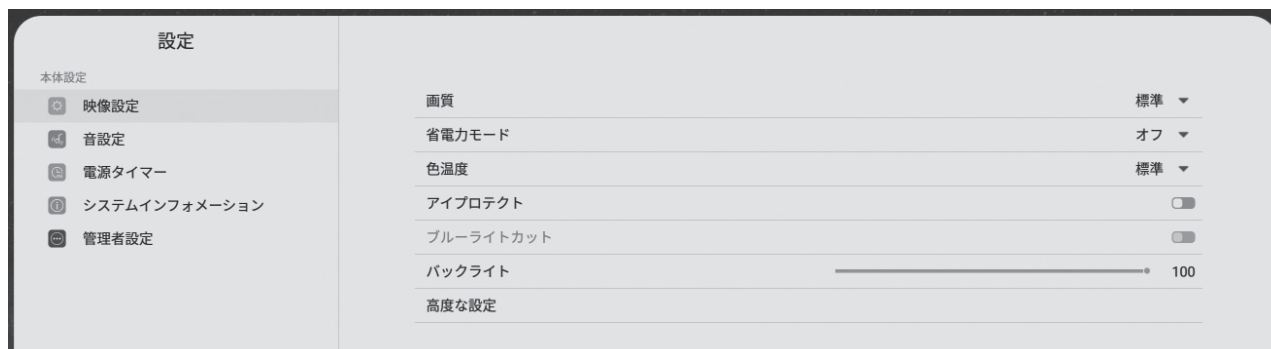 設定
本体設定
映像設定
音設定
電源タイマー
システムインフォメーション
管理者設定
画質 標準
省電力モード オフ
色温度 標準
アイプロテクト
ブルーライトカット
バックライト 100
高度な設定